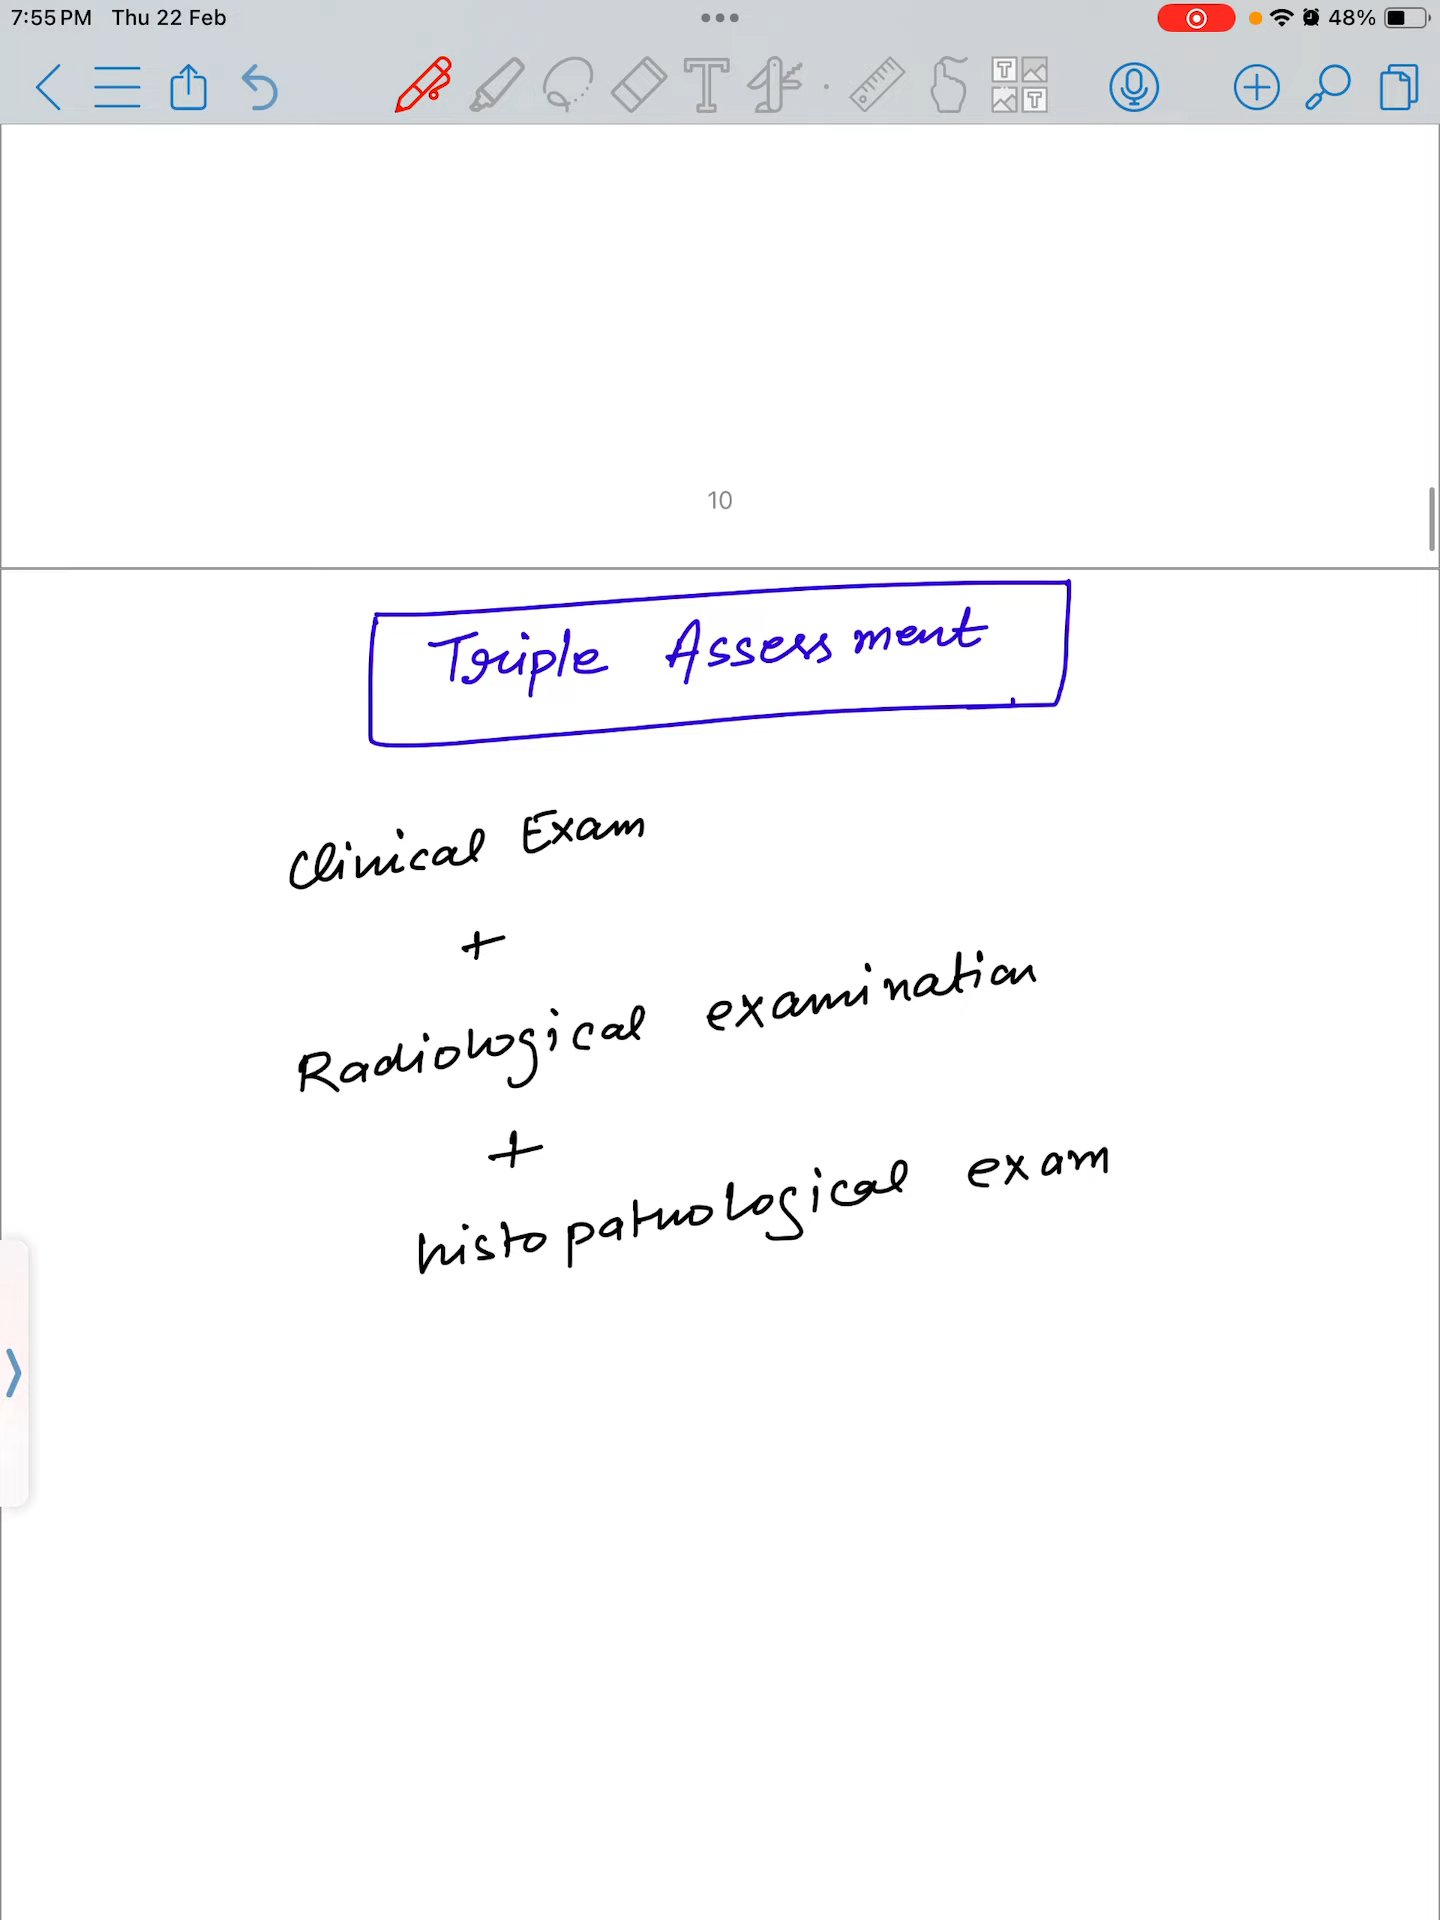 7:55 PM Thu 22 Feb 48%
10
Triple Assessment
Clinical Exam
+
Radiological examination
+
histopathological exam